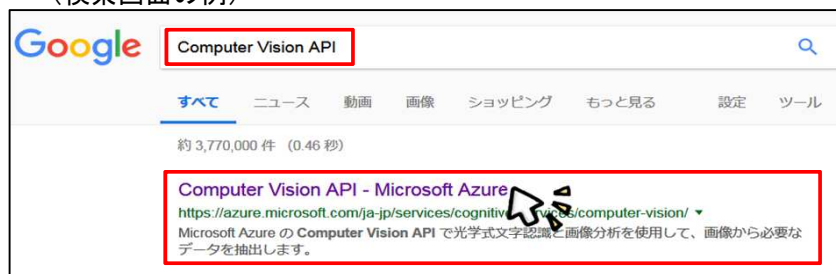 Google
Computer Vision API
すべて ニュース 動画 画像 ショッピング もっと見る 設定 ツール
約 3,770,000 件 (0.46 秒)
Computer Vision API - Microsoft Azure
https://azure.microsoft.com/ja-jp/services/cognitive-services/computer-vision/
Microsoft Azure の Computer Vision API で光学式文字認識と画像分析を使用して、画像から必要な
データを抽出します。